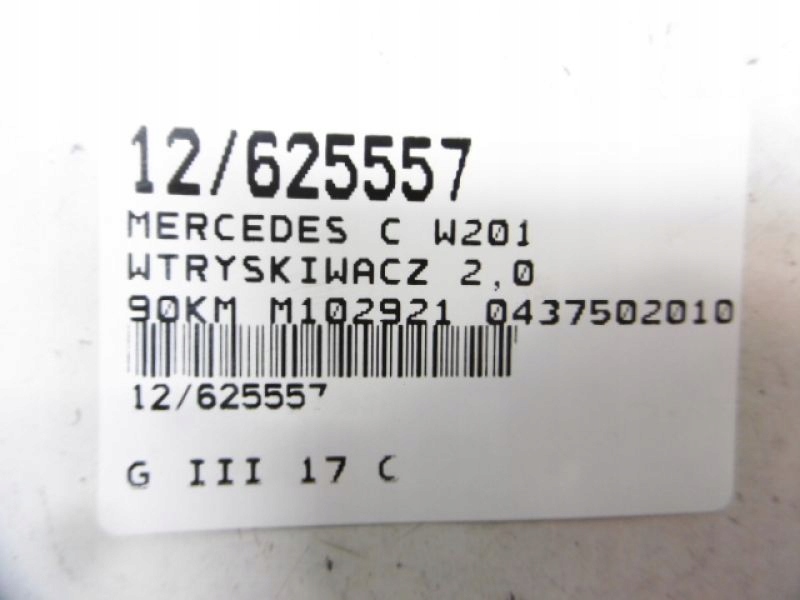 12/625557
MERCEDES C W201
WTRYSKIWACZ 2,0
90KM M102921 0437502010
12/625557
G III 17 C